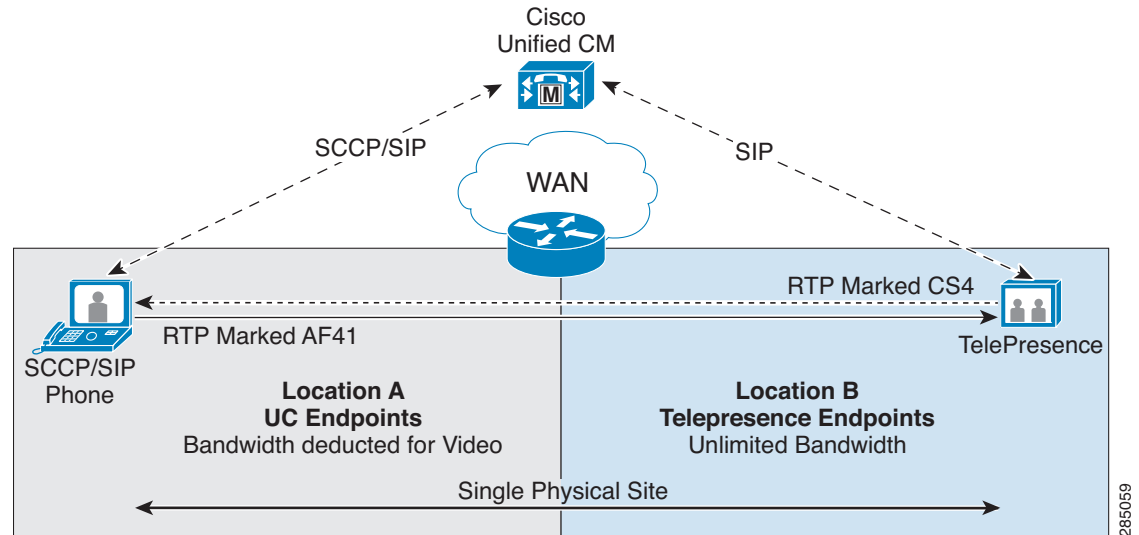 Cisco
Unified CM
M
SCCP/SIP
SIP
WAN
RTP Marked CS4
RTP Marked AF41
SCCP/SIP
Phone
TelePresence
Location A
UC Endpoints
Bandwidth deducted for Video
Location B
Telepresence Endpoints
Unlimited Bandwidth
Single Physical Site
285059